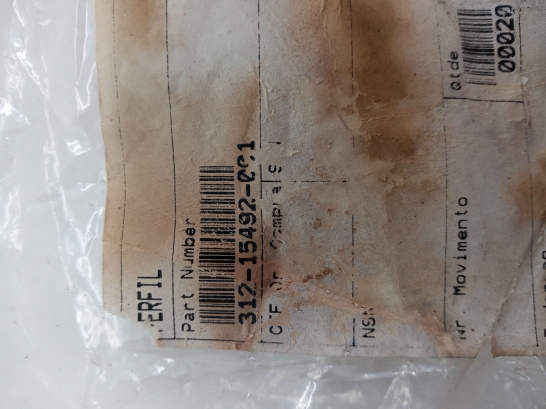 ERFIL
Part Number
312-15492-001
NSN
Nr. Movimento
Qtde
00020